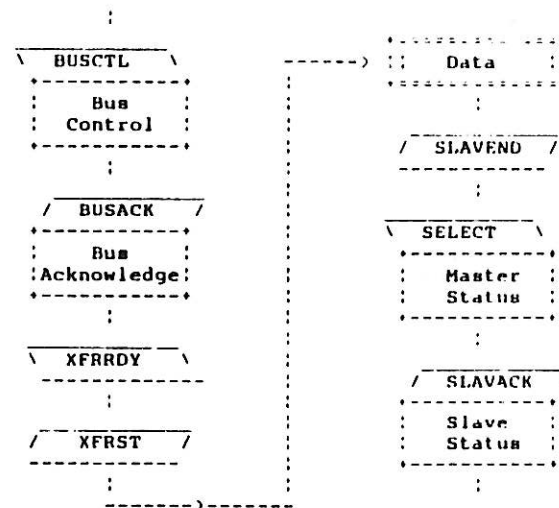 BUSCTL
Bus
Control
BUSACK
Bus
Acknowledge
XFRRDY
XFRST
Data
SLAVEND
SELECT
Master
Status
SLAVACK
Slave
Status